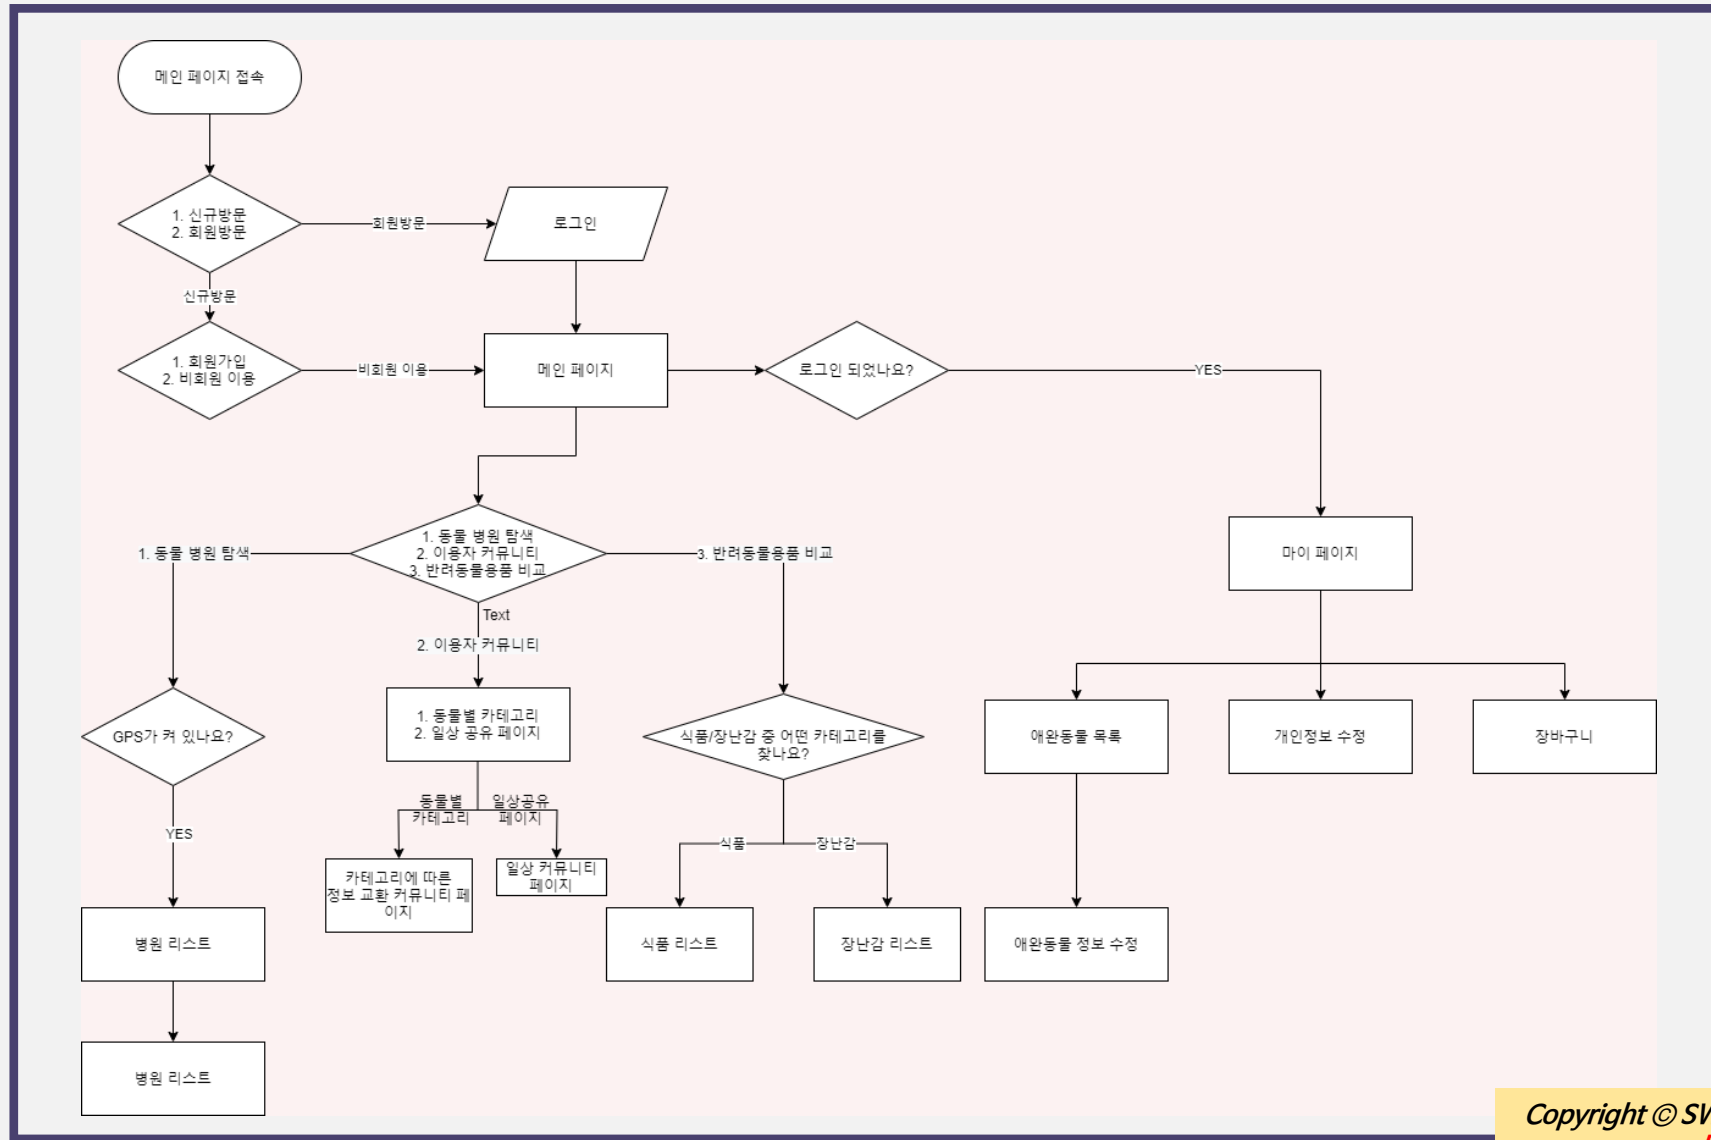 메인 페이지 접속
1. 신규방문
2. 회원방문
회원방문
로그인
신규방문
1. 회원가입
2. 비회원 이용
비회원 이용
메인 페이지
로그인 되었나요?
YES
1. 동물 병원 탐색
1. 동물 병원 탐색
2. 이용자 커뮤니티
3. 반려동물용품 비교
3. 반려동물용품 비교
마이 페이지
Text
2. 이용자 커뮤니티
GPS가 켜 있나요?
1. 동물별 카테고리
2. 일상 공유 페이지
식품/장난감 중 어떤 카테고리를
찾나요?
애완동물 목록
개인정보 수정
장바구니
동물별
카테고리
일상공유
페이지
YES
식품
장난감
카테고리에 따른
정보 교환 커뮤니티 페
이지
일상 커뮤니티
페이지
병원 리스트
식품 리스트
장난감 리스트
애완동물 정보 수정
병원 리스트
Copyright © SV